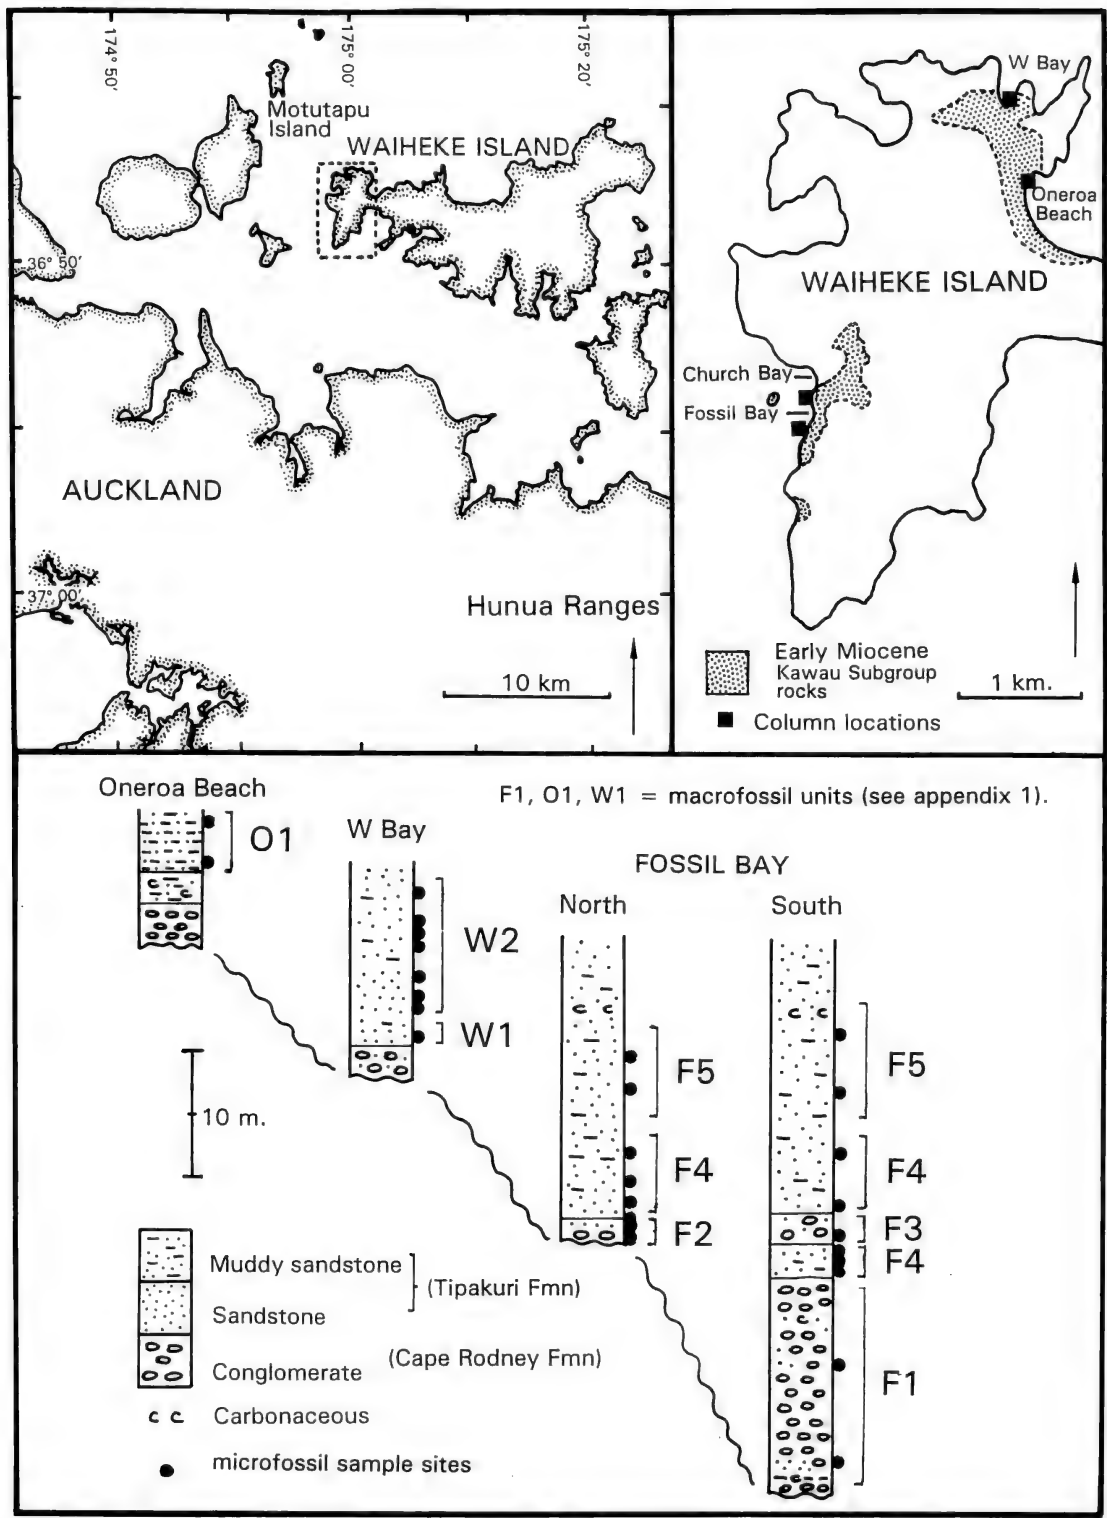 174° 50'
175° 00'
175° 20'
Motutapu
Island
WAIHEKE ISLAND
36° 50'
AUCKLAND
37° 00'
Hunua Ranges
10 km
W Bay
Oneroa
Beach
WAIHEKE ISLAND
Church Bay
Fossil Bay
Early Miocene
Kawau Subgroup
rocks
1 km.
Column locations
Oneroa Beach
F1, O1, W1 = macrofossil units (see appendix 1).
O1
W Bay
W2
W1
FOSSIL BAY
North
South
F5
F4
F2
F5
F4
F3
F4
F1
10 m.
Muddy sandstone
(Tipakuri Fmn)
Sandstone
Conglomerate
(Cape Rodney Fmn)
Carbonaceous
microfossil sample sites